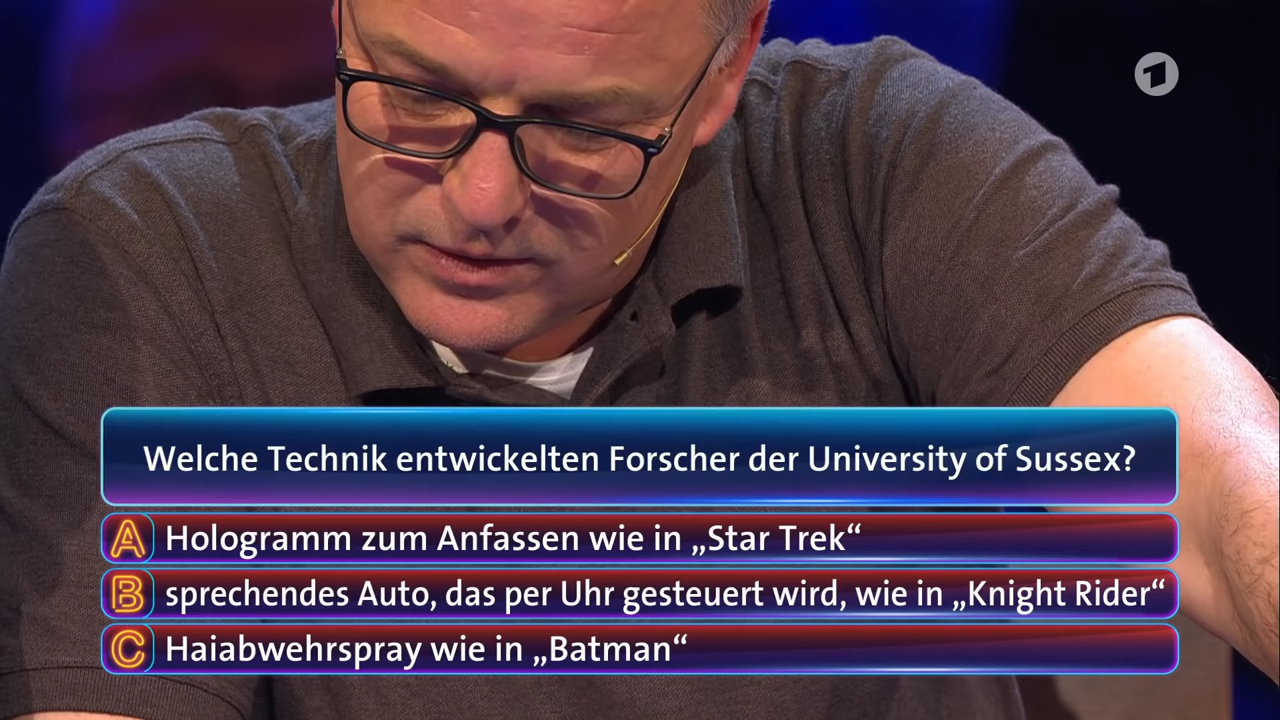 Welche Technik entwickelten Forscher der University of Sussex?
A Hologramm zum Anfassen wie in „Star Trek“
B sprechendes Auto, das per Uhr gesteuert wird, wie in „Knight Rider“
C Haiabwehrspray wie in „Batman“
1